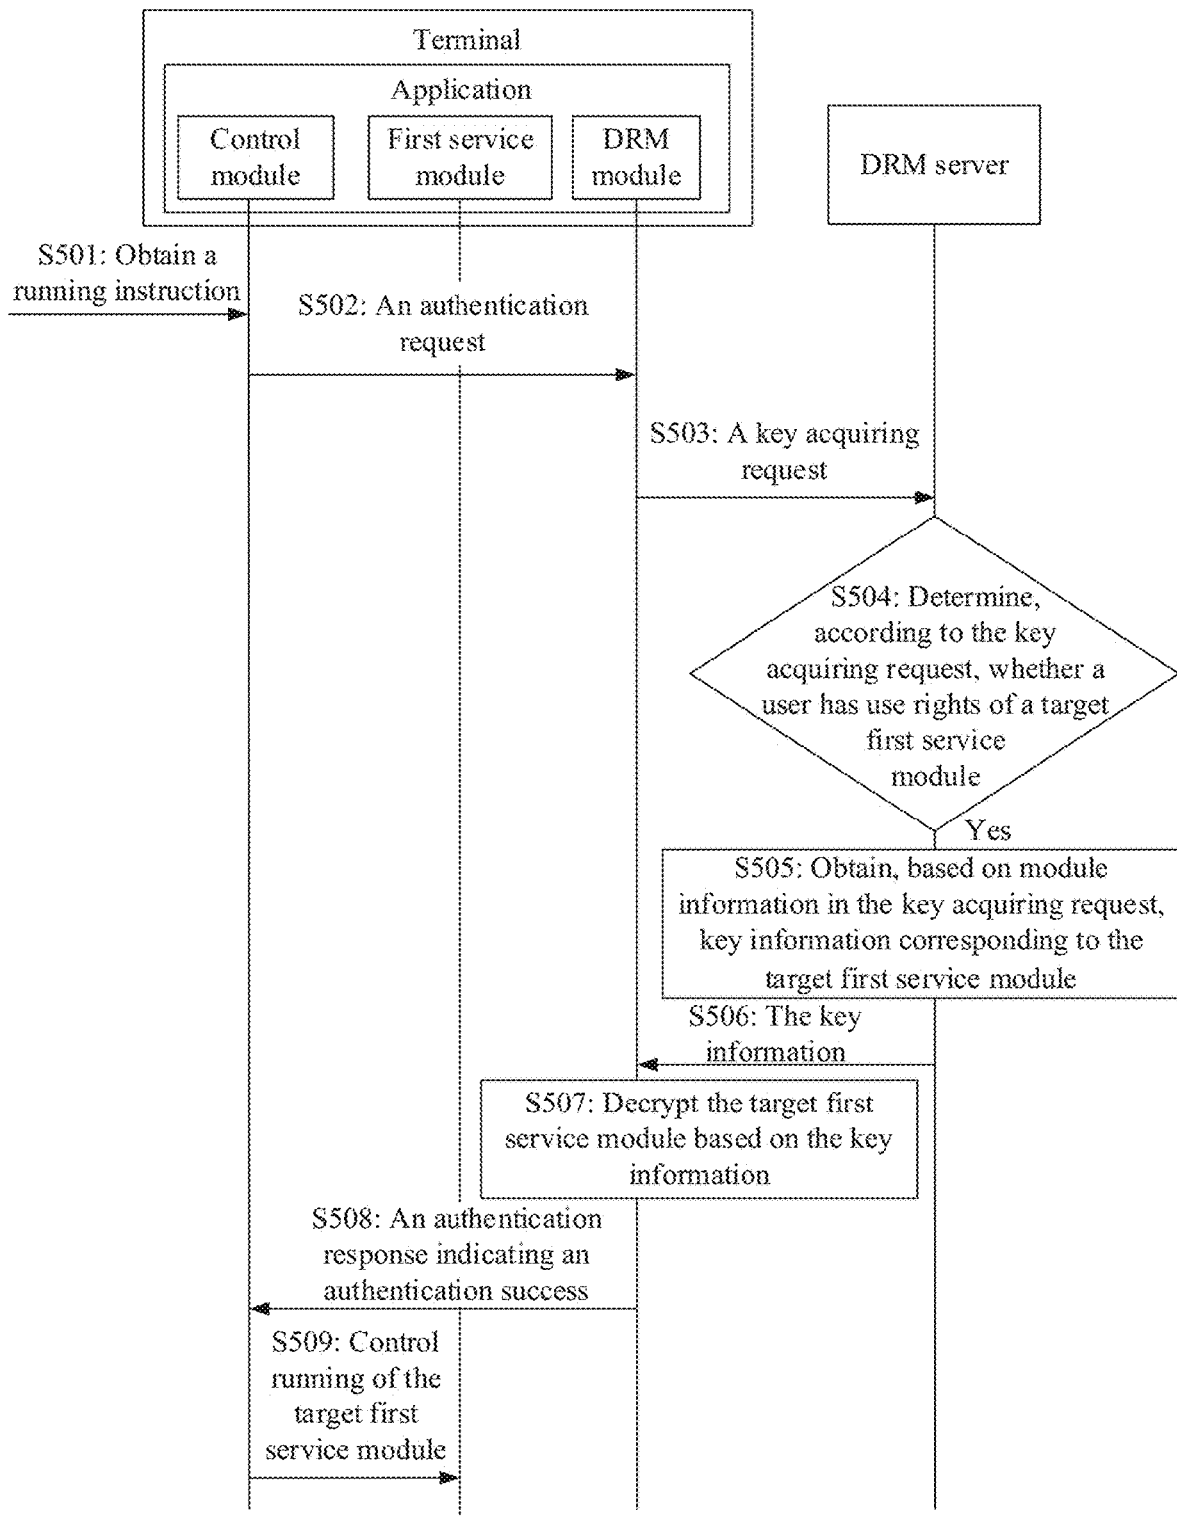 Terminal
Application
Control
module
First service
module
DRM
module
DRM server
S501: Obtain a
running instruction
S502: An authentication
request
S503: A key acquiring
request
S504: Determine,
according to the key
acquiring request, whether a
user has use rights of a target
first service
module
Yes
S505: Obtain, based on module
information in the key acquiring request,
key information corresponding to the
target first service module
S506: The key
information
S507: Decrypt the target first
service module based on the key
information
S508: An authentication
response indicating an
authentication success
S509: Control
running of the
target first
service module